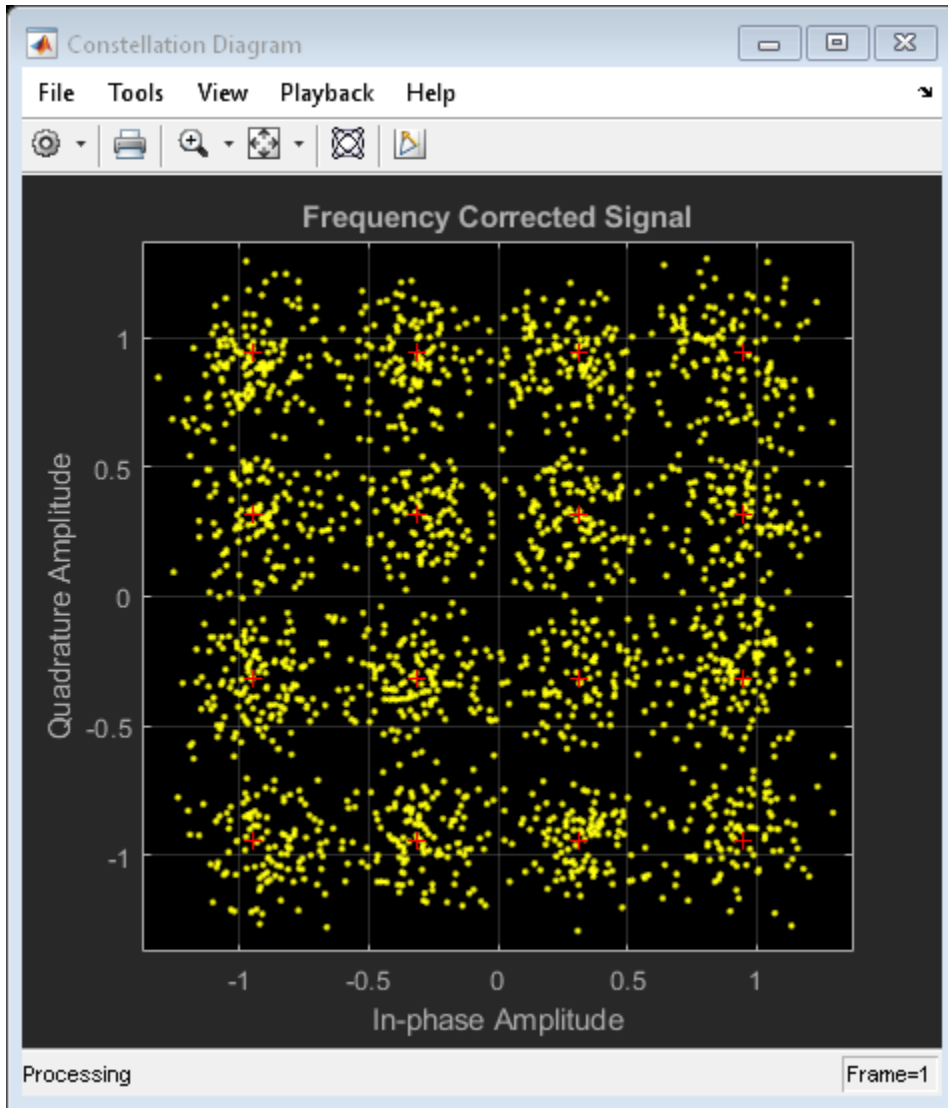 Constellation Diagram
File Tools View Playback Help
Frequency Corrected Signal
Quadrature Amplitude
1
0.5
0
-0.5
-1
-1 -0.5 0 0.5 1
In-phase Amplitude
Processing Frame=1